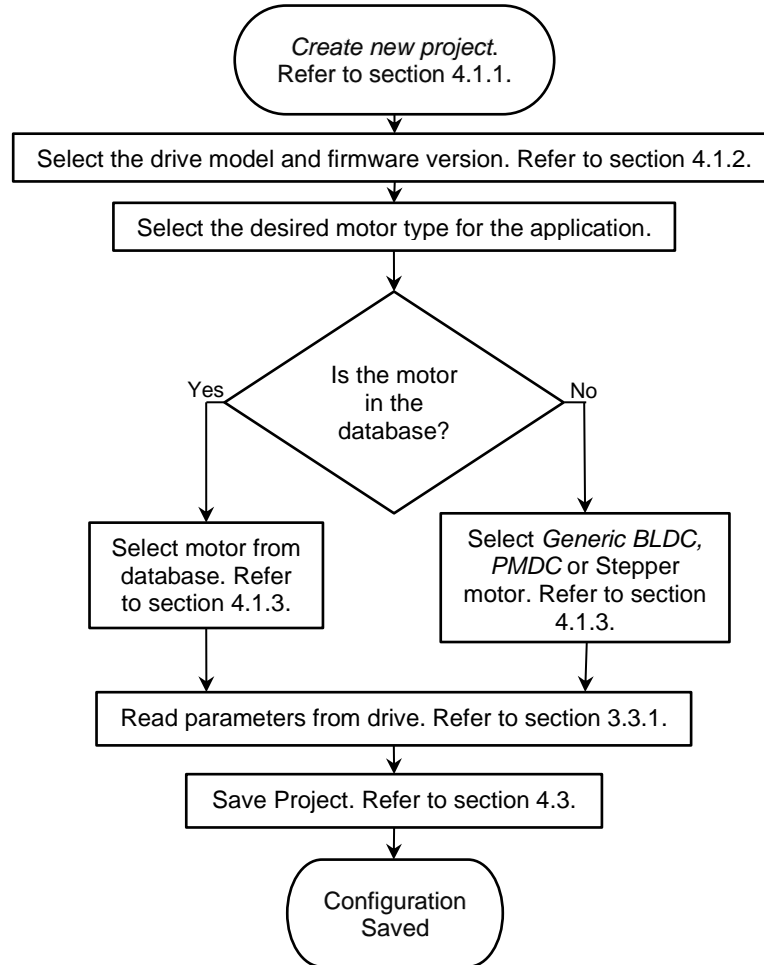 Create new project.
Refer to section 4.1.1.
Select the drive model and firmware version. Refer to section 4.1.2.
Select the desired motor type for the application.
Is the motor
in the
database?
Yes
No
Select motor from
database. Refer
to section 4.1.3.
Select Generic BLDC,
PMDC or Stepper
motor. Refer to section
4.1.3.
Read parameters from drive. Refer to section 3.3.1.
Save Project. Refer to section 4.3.
Configuration
Saved